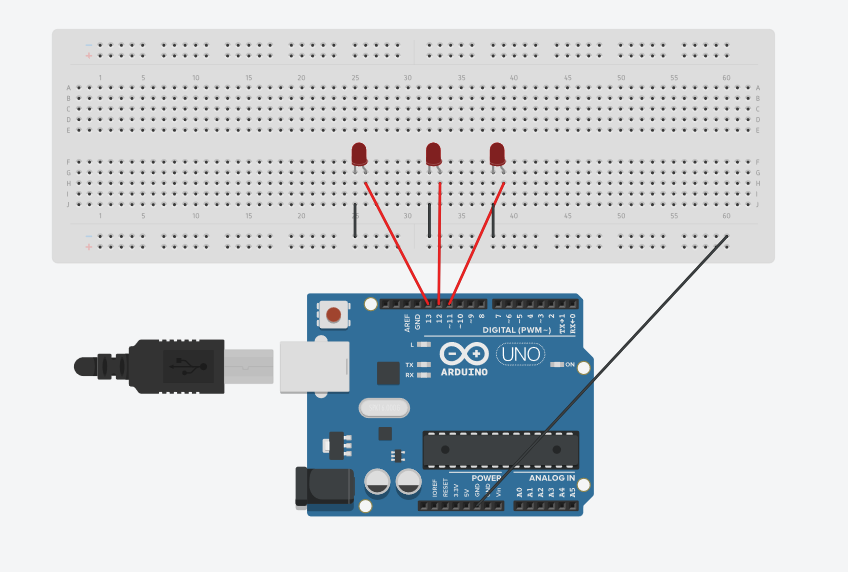 1 5 10 15 20 25 30 35 40 45 50 55 60
A A
B B
C C
D D
E E
F F
G G
H H
I I
J J
1 5 10 15 20 25 30 35 40 45 50 55 60
AREF
GND
13
12
~11
~10
~9
8
7
~6
~5
4
~3
2
TX→1
RX←0
DIGITAL (PWM~)
L
TX
RX
ARDUINO
UNO
ON
POWER
ANALOG IN
IOREF
RESET
3.3V
5V
GND
GND
Vin
A0
A1
A2
A3
A4
A5